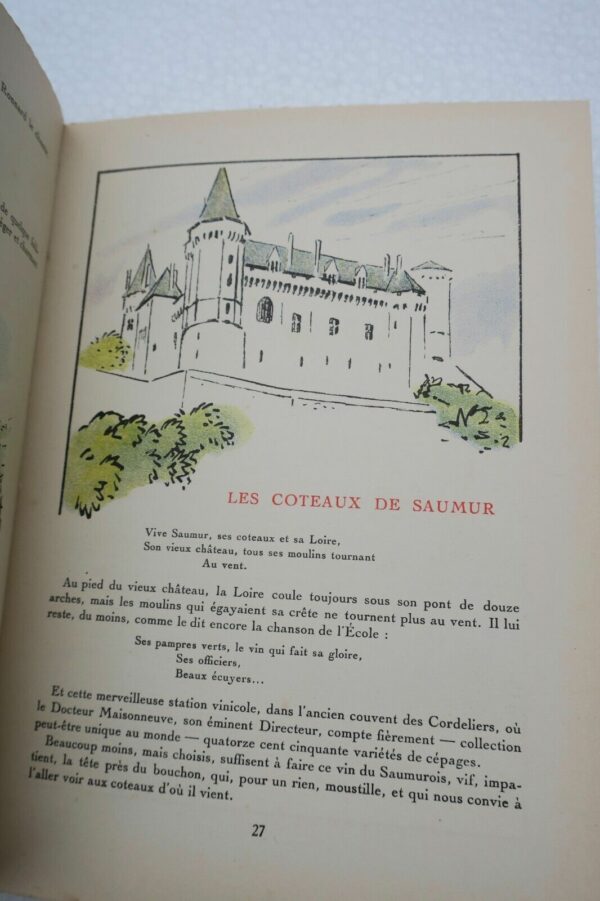 Ronsard le
de quelque
LES COTEAUX DE SAUMUR
Vive Saumur, ses coteaux et sa Loire,
Son vieux château, tous ses moulins tournant
Au vent.
Au pied du vieux château, la Loire coule toujours sous son pont de douze
arches, mais les moulins qui égayaient sa crête ne tournent plus au vent. Il lui
reste, du moins, comme le dit encore la chanson de l'École :
Ses pampres verts, le vin qui fait sa gloire,
Ses officiers,
Beaux écuyers...
Et cette merveilleuse station vinicole, dans l'ancien couvent des Cordeliers, où
le Docteur Maisonneuve, son éminent Directeur, compte fièrement — collection
peut-être unique au monde — quatorze cent cinquante variétés de cépages.
Beaucoup moins, mais choisis, suffisent à faire ce vin du Saumurois, vif, impa-
tient, la tête près du bouchon, qui, pour un rien, moustille, et qui nous convie à
l'aller voir aux coteaux d'où il vient.
27